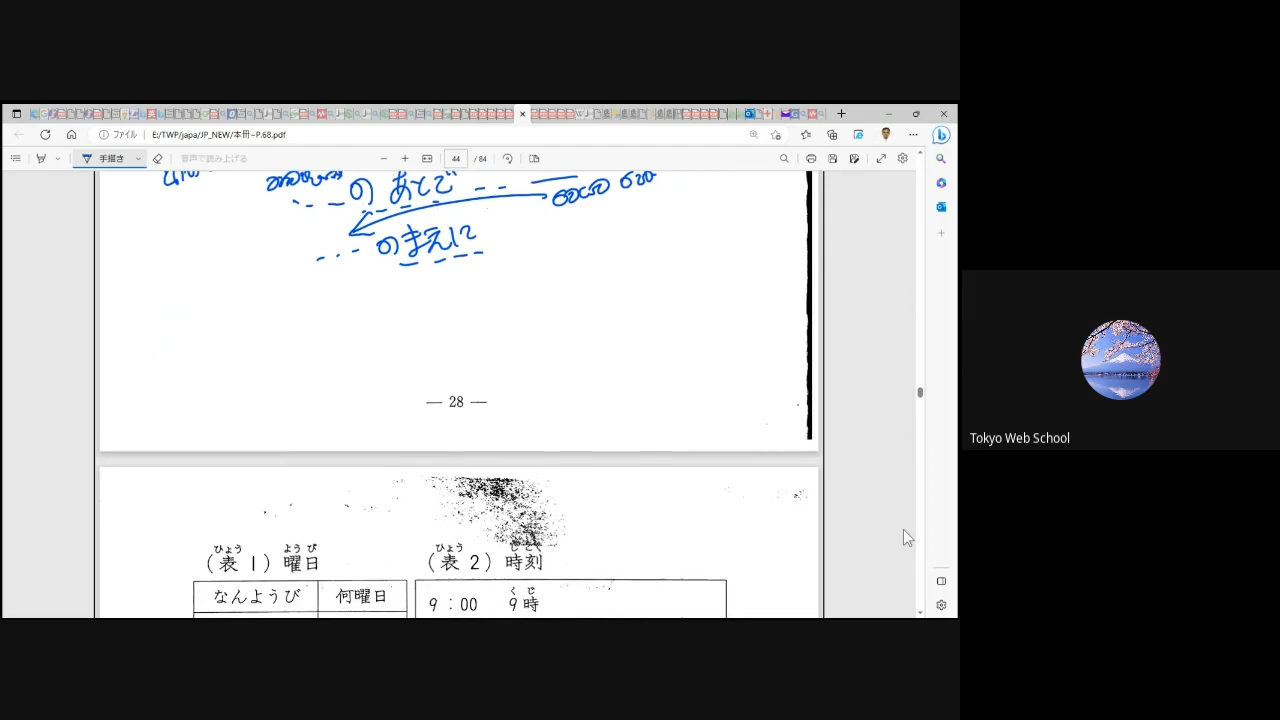 ファイル | E:/TWP/japa/JP_NEW/本冊~P.68.pdf
手描き 音声で読み上げる 44 / 84
のあとで
のまえに
— 28 —
ひょう ようび ひょう じこく
(表 1) 曜日 (表 2) 時刻
なんようび 何曜日
くじ
9:00 9時
Tokyo Web School